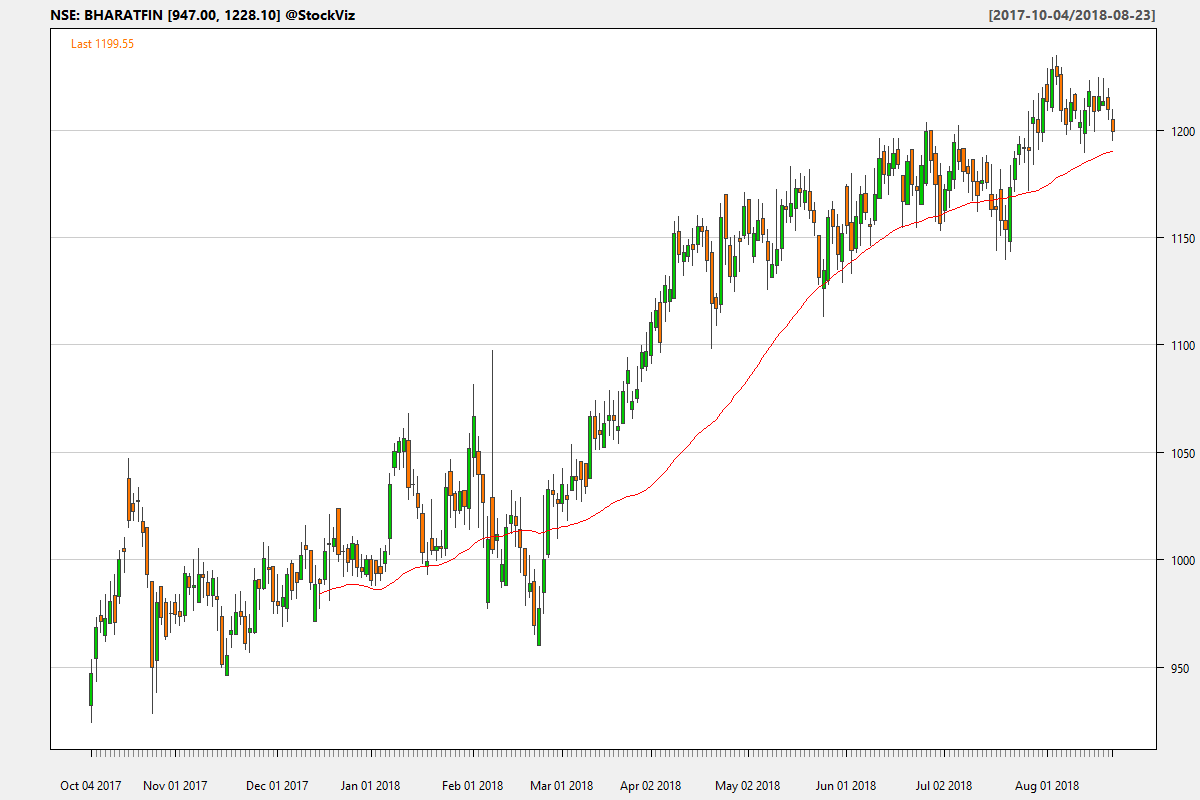 NSE: BHARATFIN [947.00, 1228.10] @StockViz [2017-10-04/2018-08-23]
Last 1199.55
1200
1150
1100
1050
1000
950
Oct 04 2017 Nov 01 2017 Dec 01 2017 Jan 01 2018 Feb 01 2018 Mar 01 2018 Apr 02 2018 May 02 2018 Jun 01 2018 Jul 02 2018 Aug 01 2018